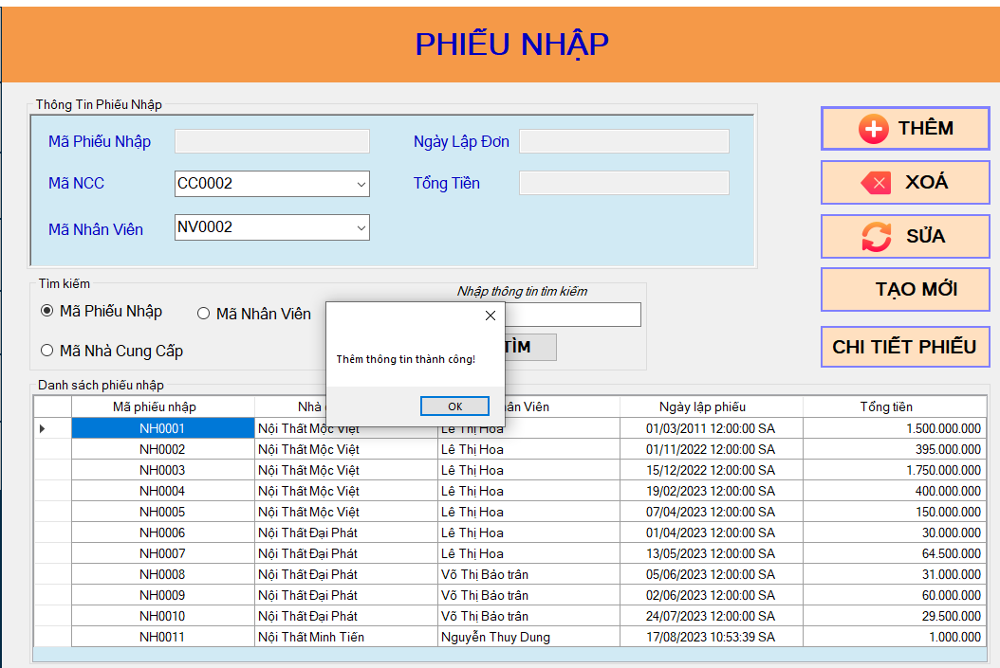 PHIẾU NHẬP
Thông Tin Phiếu Nhập
Mã Phiếu Nhập
Ngày Lập Đơn
THÊM
Mã NCC CC0002
Tổng Tiền
XOÁ
Mã Nhân Viên NV0002
SỬA
Tìm kiếm
Nhập thông tin tìm kiếm
TẠO MỚI
Mã Phiếu Nhập
Mã Nhân Viên
Mã Nhà Cung Cấp
TÌM
CHI TIẾT PHIẾU
Thêm thông tin thành công!
OK
Danh sách phiếu nhập
Mã phiếu nhập Nhà ân Viên Ngày lập phiếu Tổng tiền
NH0001 Nội Thất Mộc Việt Lê Thị Hoa 01/03/2011 12:00:00 SA 1.500.000.000
NH0002 Nội Thất Mộc Việt Lê Thị Hoa 01/11/2022 12:00:00 SA 395.000.000
NH0003 Nội Thất Mộc Việt Lê Thị Hoa 15/12/2022 12:00:00 SA 1.750.000.000
NH0004 Nội Thất Mộc Việt Lê Thị Hoa 19/02/2023 12:00:00 SA 400.000.000
NH0005 Nội Thất Mộc Việt Lê Thị Hoa 07/04/2023 12:00:00 SA 150.000.000
NH0006 Nội Thất Đại Phát Lê Thị Hoa 01/04/2023 12:00:00 SA 30.000.000
NH0007 Nội Thất Đại Phát Lê Thị Hoa 13/05/2023 12:00:00 SA 64.500.000
NH0008 Nội Thất Đại Phát Võ Thị Bảo trân 05/06/2023 12:00:00 SA 31.000.000
NH0009 Nội Thất Đại Phát Võ Thị Bảo trân 02/06/2023 12:00:00 SA 60.000.000
NH0010 Nội Thất Đại Phát Võ Thị Bảo trân 24/07/2023 12:00:00 SA 29.500.000
NH0011 Nội Thất Minh Tiến Nguyễn Thuy Dung 17/08/2023 10:53:39 SA 1.000.000